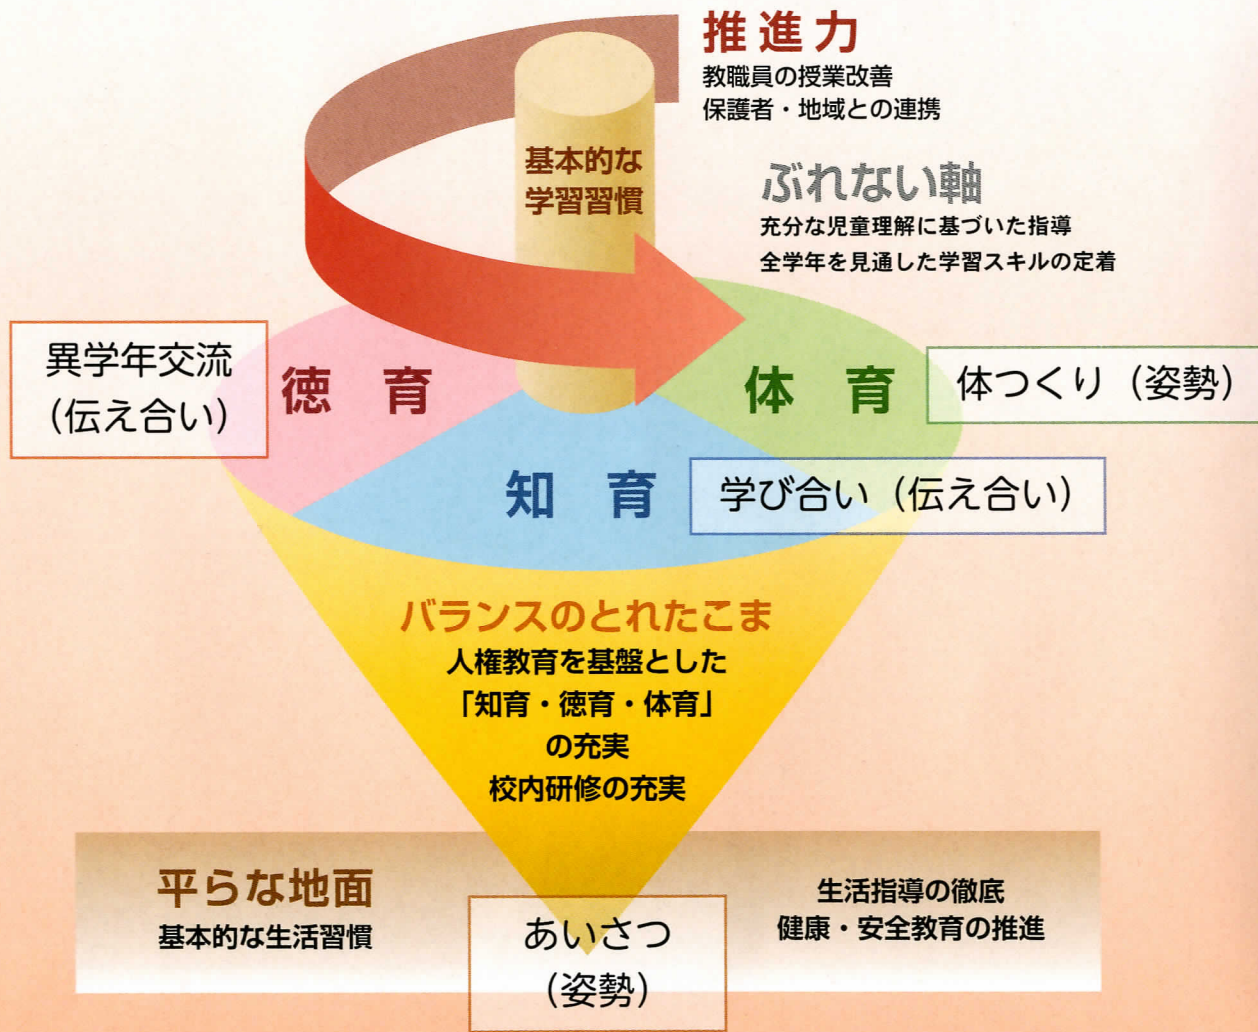 推進力
教職員の授業改善
保護者・地域との連携
基本的な
学習習慣
ぶれない軸
充分な児童理解に基づいた指導
全学年を見通した学習スキルの定着
異学年交流
（伝え合い）
徳　育
体　育
体つくり（姿勢）
知　育
学び合い（伝え合い）
バランスのとれたこま
人権教育を基盤とした
「知育・徳育・体育」
の充実
校内研修の充実
平らな地面
基本的な生活習慣
あいさつ
（姿勢）
生活指導の徹底
健康・安全教育の推進